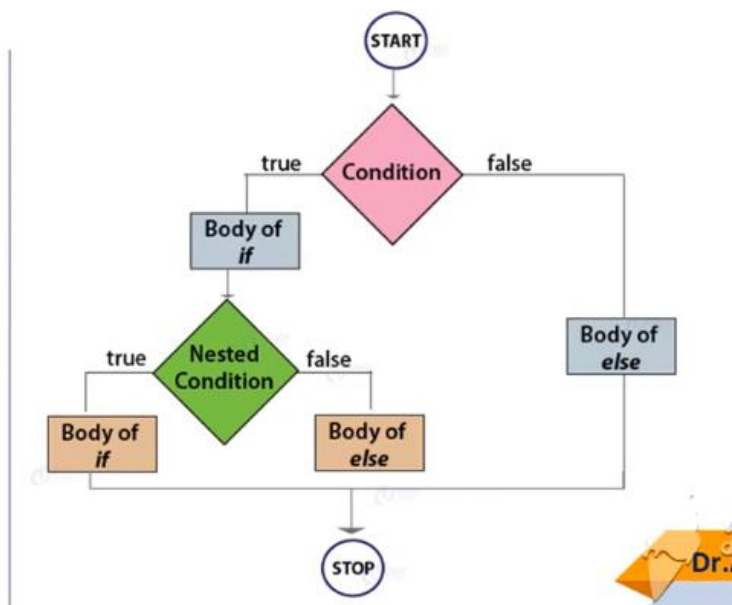 START
true
Condition
false
Body of
if
true
Nested
Condition
false
Body of
else
Body of
if
Body of
else
STOP
Dr.